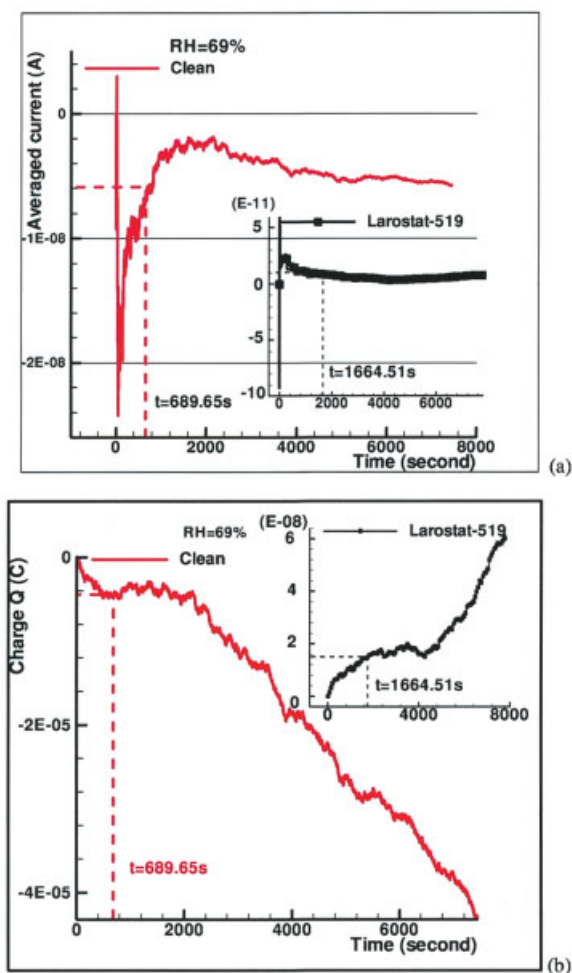 RH=69%
Clean
Averaged current (A)
0
-1E-08
-2E-08
(E-11)
Larostat-519
5
0
-5
-10
t=1664.51s
0 2000 4000 6000
t=689.65s
0 2000 4000 6000 8000
Time (second)
(a)
RH=69%
Clean
Charge Q (C)
0
-2E-05
-4E-05
(E-08)
Larostat-519
6
4
2
0
t=1664.51s
0 4000 8000
t=689.65s
0 2000 4000 6000
Time (second)
(b)